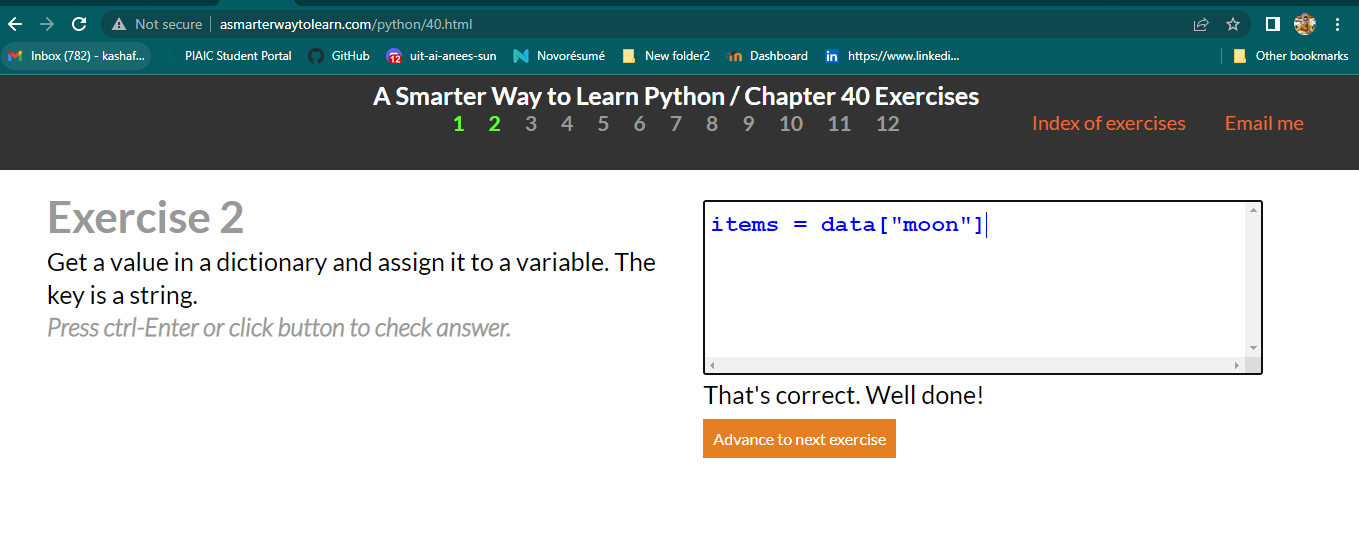 Not secure | asmarterwaytolearn.com/python/40.html
Inbox (782) - kashaf... PIAIC Student Portal GitHub 12 uit-ai-anees-sun Novorésumé New folder2 Dashboard https://www.linkedi... Other bookmarks
A Smarter Way to Learn Python / Chapter 40 Exercises
1 2 3 4 5 6 7 8 9 10 11 12 Index of exercises Email me
Exercise 2
Get a value in a dictionary and assign it to a variable. The
key is a string.
Press ctrl-Enter or click button to check answer.
items = data["moon"]
That's correct. Well done!
Advance to next exercise